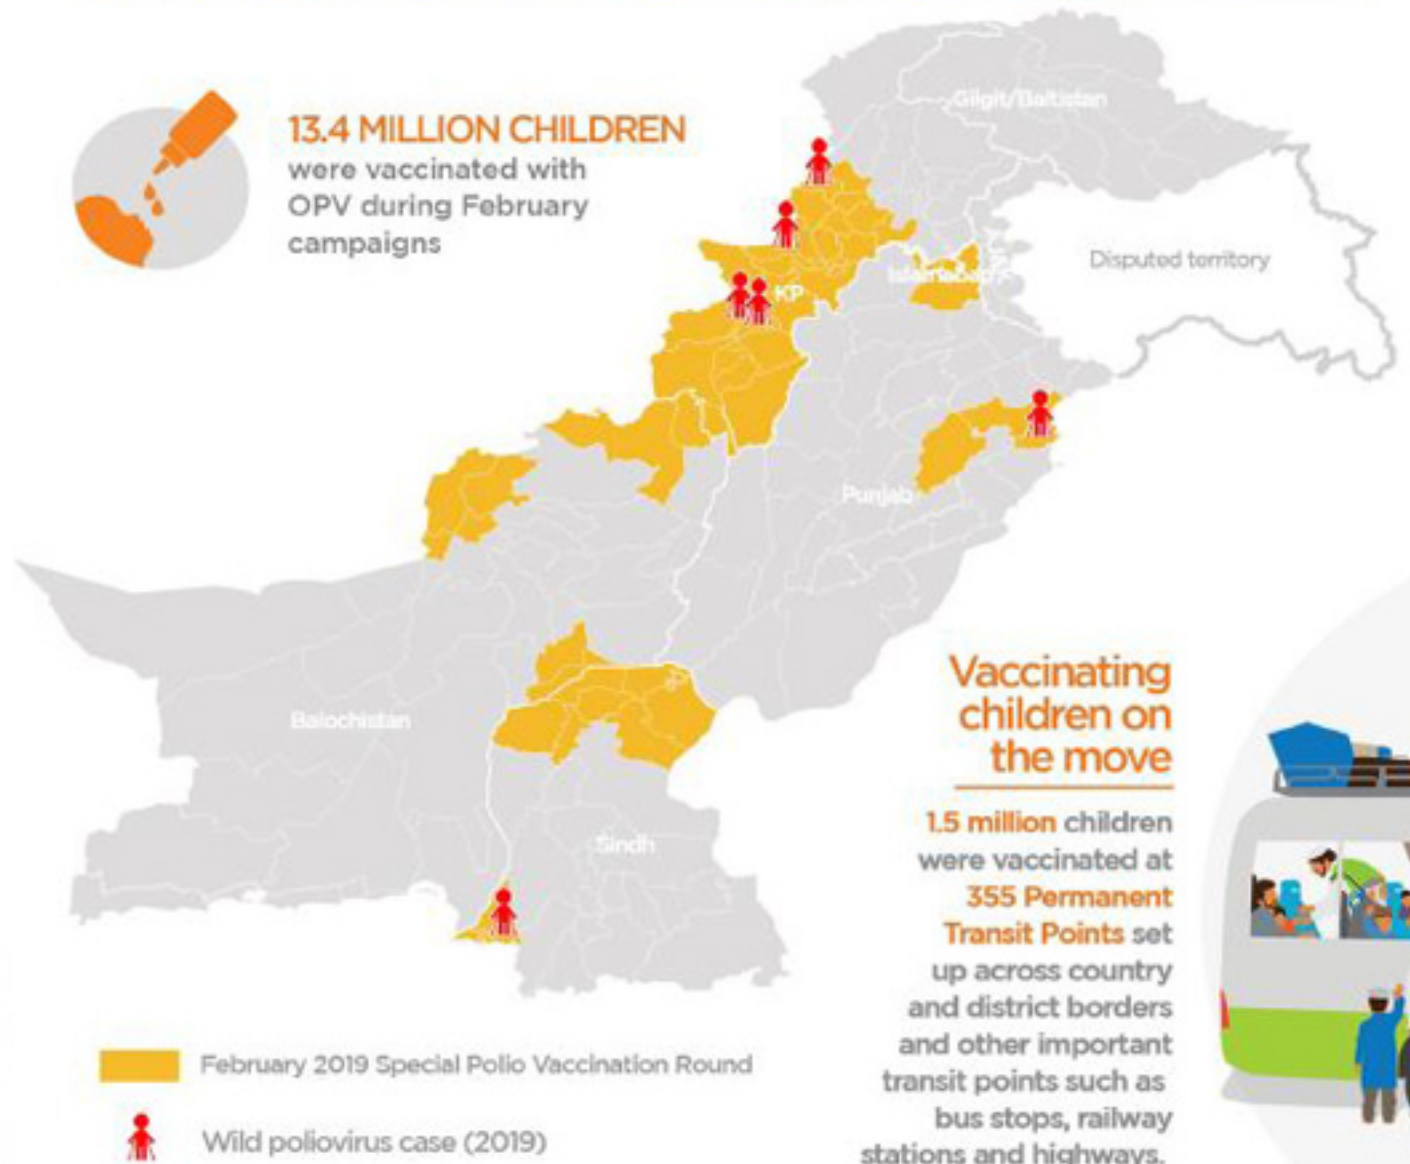 13.4 MILLION CHILDREN
were vaccinated with
OPV during February
campaigns
Gilgit/Baltistan
Disputed territory
Islamabad
KP
Punjab
Balochistan
Sindh
Vaccinating
children on
the move
1.5 million children
were vaccinated at
355 Permanent
Transit Points set
up across country
and district borders
and other important
transit points such as
bus stops, railway
stations and highways.
February 2019 Special Polio Vaccination Round
Wild poliovirus case (2019)